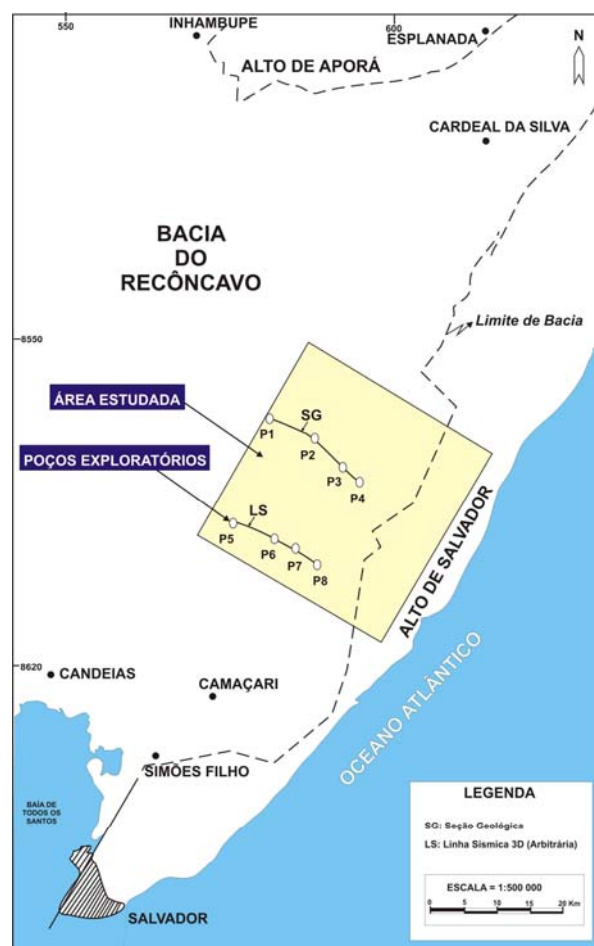 550
600
INHAMBUPE
ESPLANADA
N
ALTO DE APORÁ
CARDEAL DA SILVA
BACIA
DO
RECÔNCAVO
Limite de Bacia
8550
ÁREA ESTUDADA
SG
P1
P2
POÇOS EXPLORATÓRIOS
P3
P4
LS
P5
P6
P7
P8
ALTO DE SALVADOR
8620
CANDEIAS
CAMAÇARI
OCEANO ATLÂNTICO
SIMÕES FILHO
BAÍA DE
TODOS OS
SANTOS
SALVADOR
LEGENDA
SG: Seção Geológica
LS: Linha Sísmica 3D (Arbitrária)
ESCALA = 1:500 000
0 5 10 15 20 Km